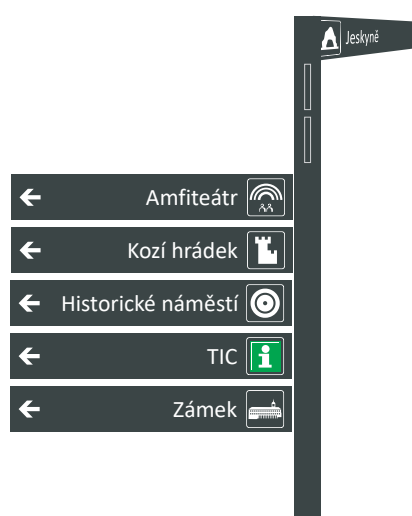 Jeskyně
Amfiteátr
Kozí hrádek
Historické náměstí
TIC
Zámek